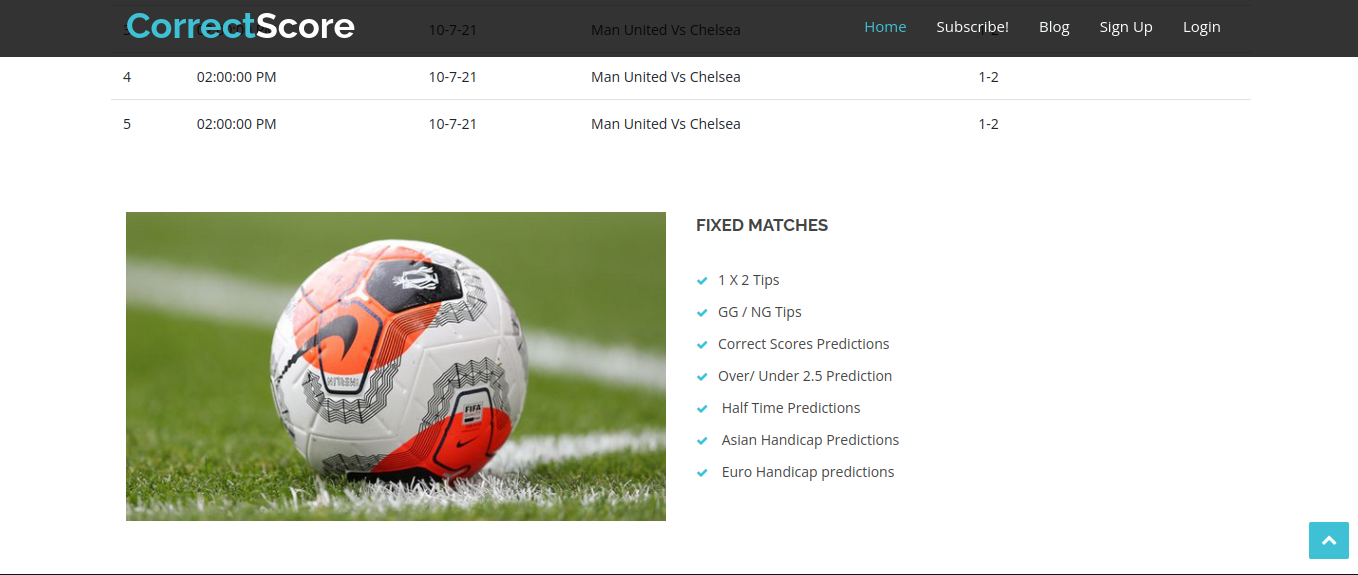 CorrectScore
Home Subscribe! Blog Sign Up Login
3 10-7-21 Man United Vs Chelsea
4 02:00:00 PM 10-7-21 Man United Vs Chelsea 1-2
5 02:00:00 PM 10-7-21 Man United Vs Chelsea 1-2
FIXED MATCHES
1 X 2 Tips
GG / NG Tips
Correct Scores Predictions
Over/ Under 2.5 Prediction
Half Time Predictions
Asian Handicap Predictions
Euro Handicap predictions
FIFA